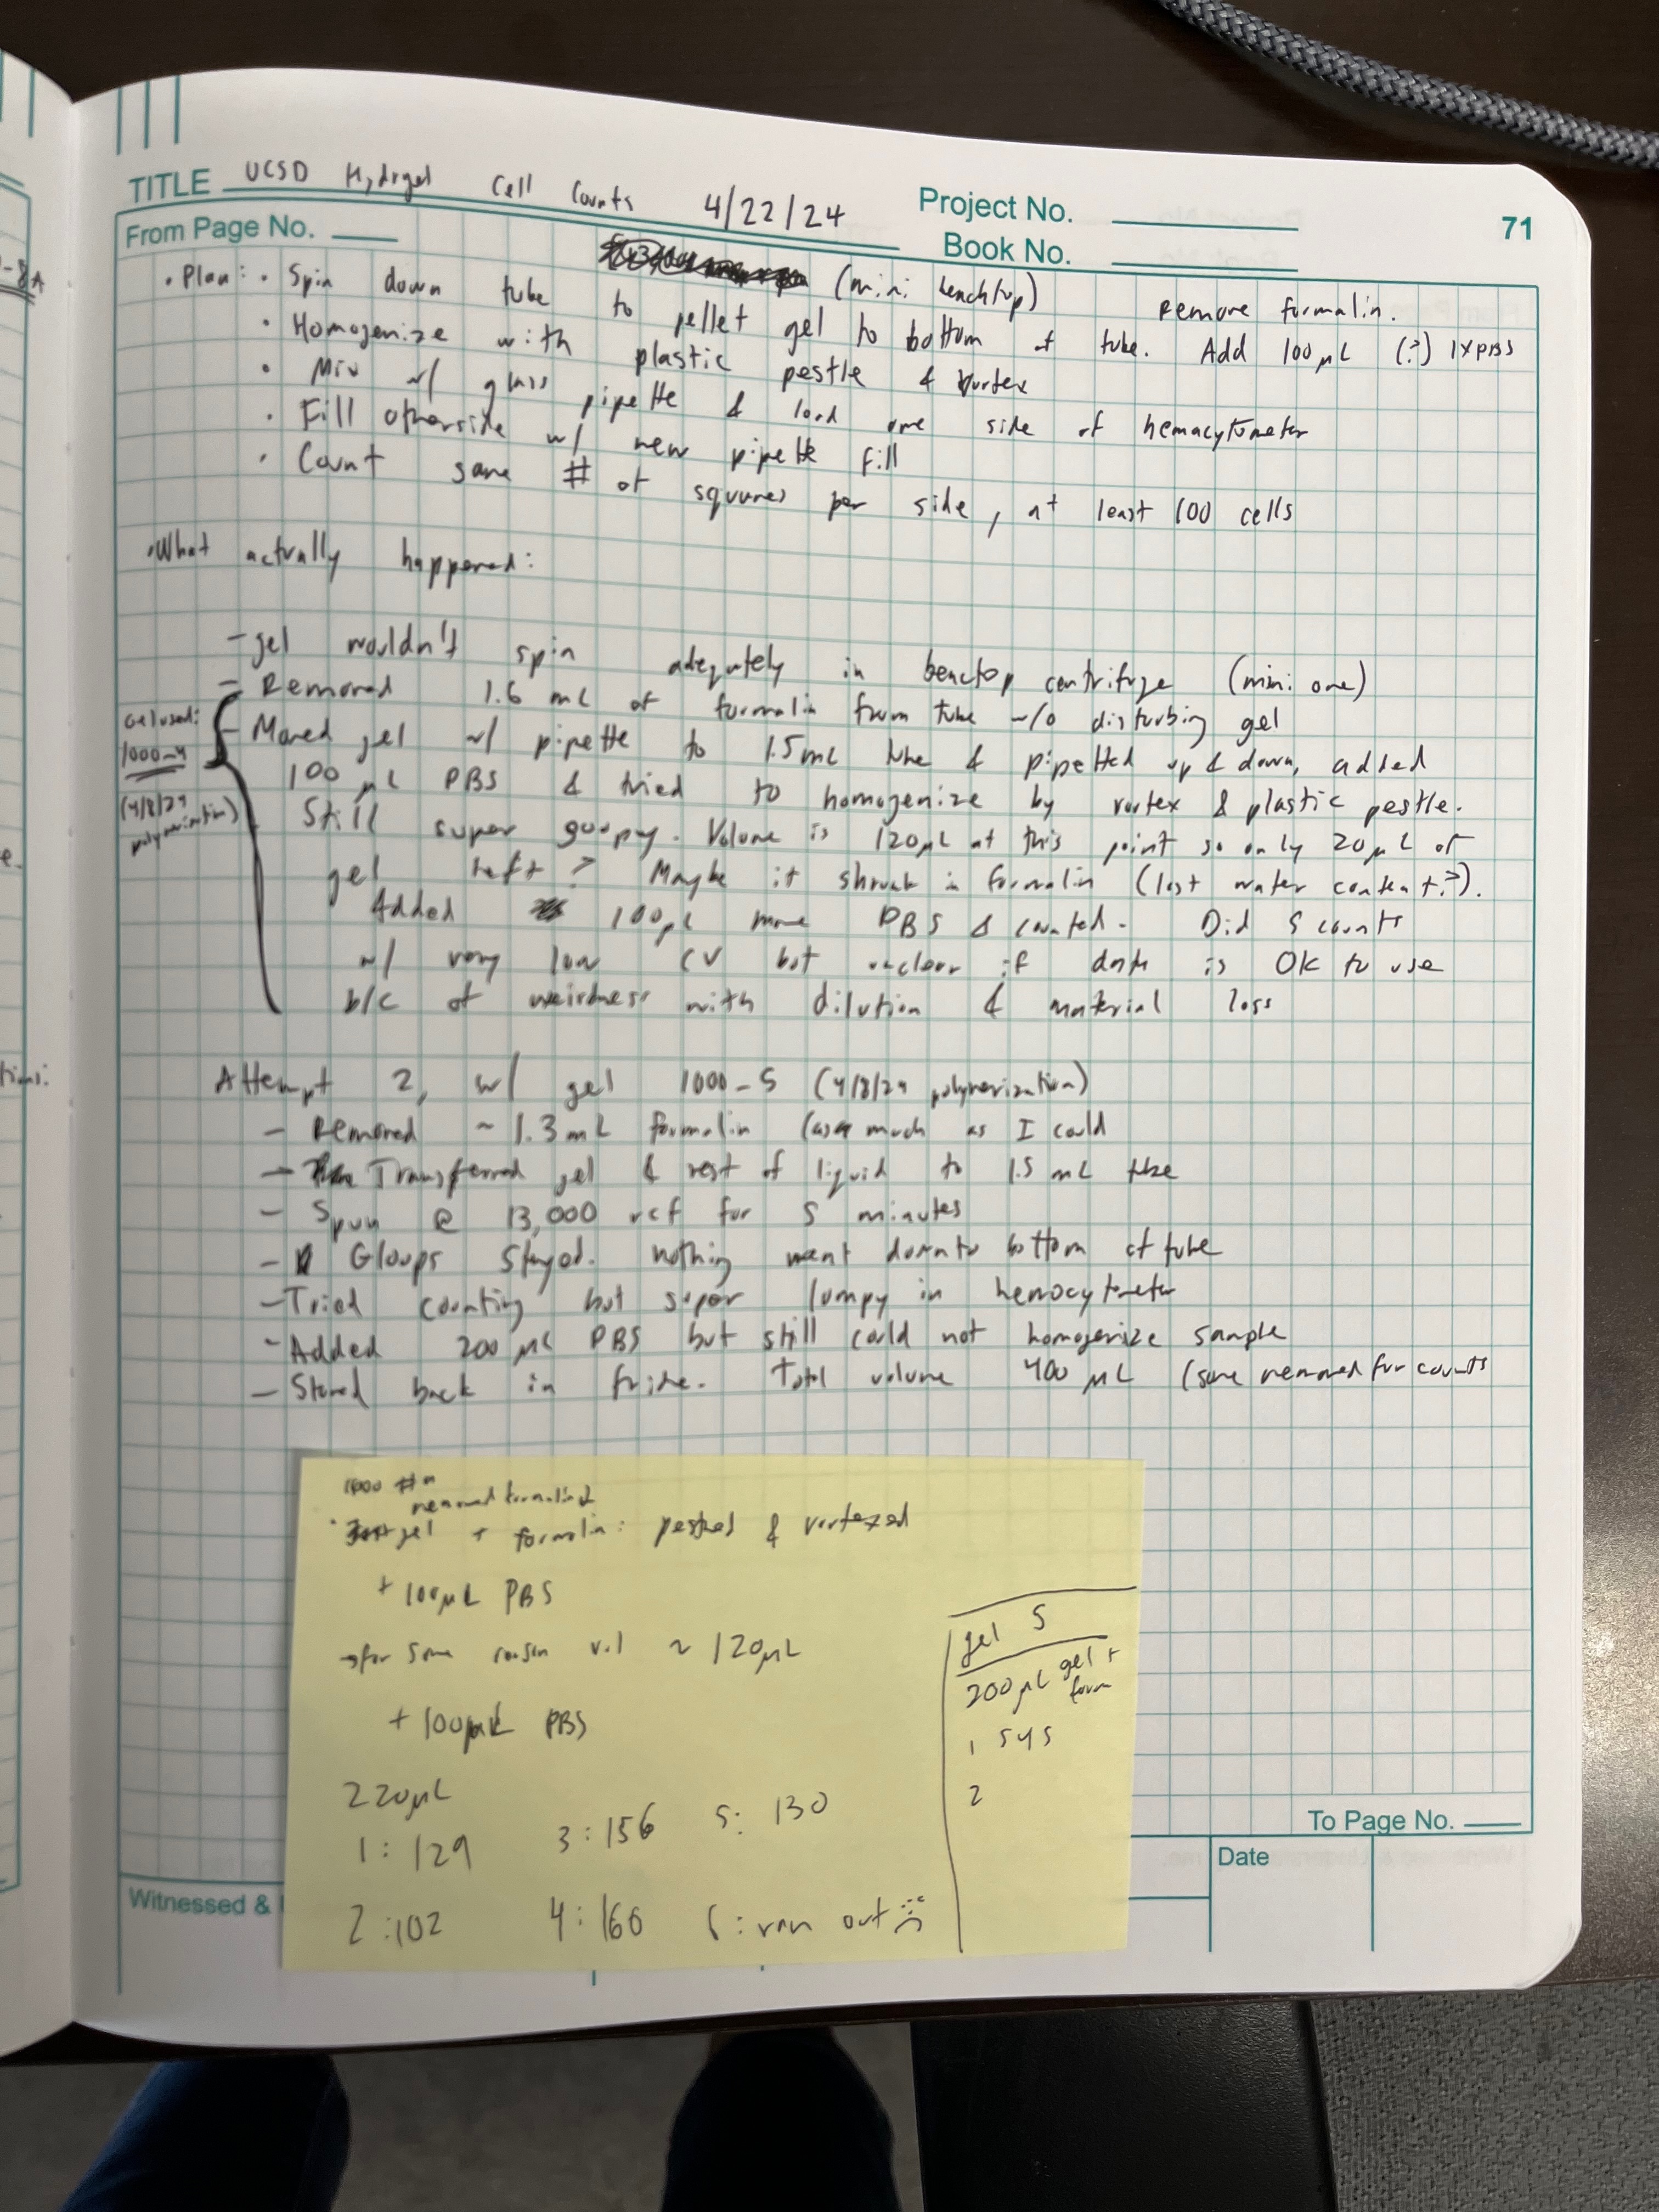 TITLE UCSD Hydrgel Cell Counts 4/22/24
Project No.
71
From Page No.
Book No.
• Plan: • Spin down tube (mini benchtop) to pellet gel to bottom of tube. Remove formalin. Add 100 µL (?) 1X PBS
• Homogenize with plastic pestle & vortex
• Mix w/ glass pipette & load one side of hemacytometer
• Fill otherside w/ new pipette fill
• Count same # of squares per side, at least 100 cells
• What actually happened:
- gel wouldn't spin adequately in benctop centrifuge (mini one)
- Removed 1.6 mL of formalin from tube w/o disturbing gel
Gel used:
1000-4
(4/8/24
polymerization)
- Moved gel w/ pipette to 1.5mL tube & pipetted up & down, added
100 µL PBS & tried to homogenize by vortex & plastic pestle.
Still super goopy. Volume is 120µL at this point so only 20µL of
gel left? Maybe it shrunk in formalin (lost water content?).
Added 100µL more PBS & counted. Did 5 counts
w/ very low CV but unclear if data is OK to use
b/c of weirdness with dilution & material loss
Attempt 2, w/ gel 1000-5 (4/8/24 polymerization)
- Removed ~1.3mL formalin (as much as I could
- Transferred gel & rest of liquid to 1.5 mL tube
- Spun @ 13,000 rcf for 5 minutes
- Gloops stayed. nothing went down to bottom of tube
- Tried counting but super lumpy in hemocytometer
- Added 200 µL PBS but still could not homogenize sample
- Stored back in fridge. Total volume 400 µL (some removed for counts
1000 #4
removed formalin
• gel + formalin: pestled & vortexed
+ 100µL PBS
→ for some reason vol ~ 120µL
+ 100µL PBS
220µL
1: 129
3: 156
5: 130
2: 102
4: 160
6: ran out
gel 5
200µL gel +
form
1 545
2
To Page No.
Witnessed &
Date